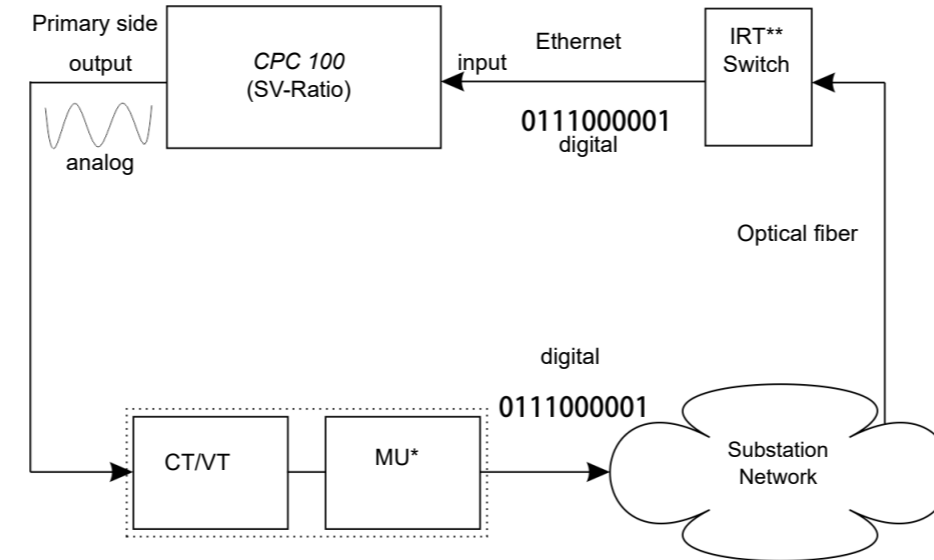 Primary side
output
analog
CPC 100
(SV-Ratio)
input
Ethernet
0111000001
digital
IRT**
Switch
Optical fiber
digital
0111000001
CT/VT
MU*
Substation
Network